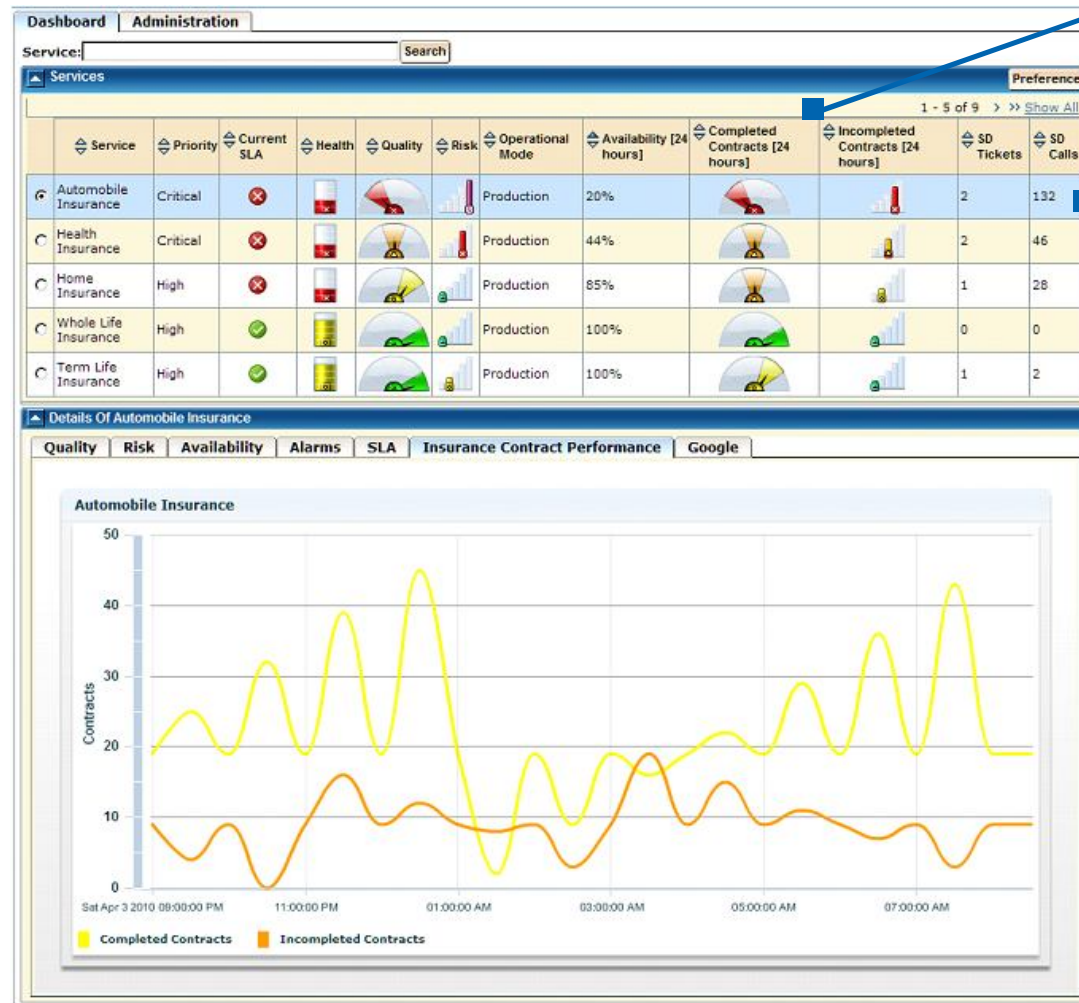 Dashboard Administration
Service: Search
Services Preference
1 - 5 of 9 > >> Show All
Service Priority Current SLA Health Quality Risk Operational Mode Availability [24 hours] Completed Contracts [24 hours] Incompleted Contracts [24 hours] SD Tickets SD Calls
Automobile Insurance Critical Production 20% 2 132
Health Insurance Critical Production 44% 2 46
Home Insurance High Production 85% 1 28
Whole Life Insurance High Production 100% 0 0
Term Life Insurance High Production 100% 1 2
Details Of Automobile Insurance
Quality Risk Availability Alarms SLA Insurance Contract Performance Google
Automobile Insurance
50
40
30
20
10
0
Contracts
Sat Apr 3 2010 09:00:00 PM 11:00:00 PM 01:00:00 AM 03:00:00 AM 05:00:00 AM 07:00:00 AM
Completed Contracts Incompleted Contracts